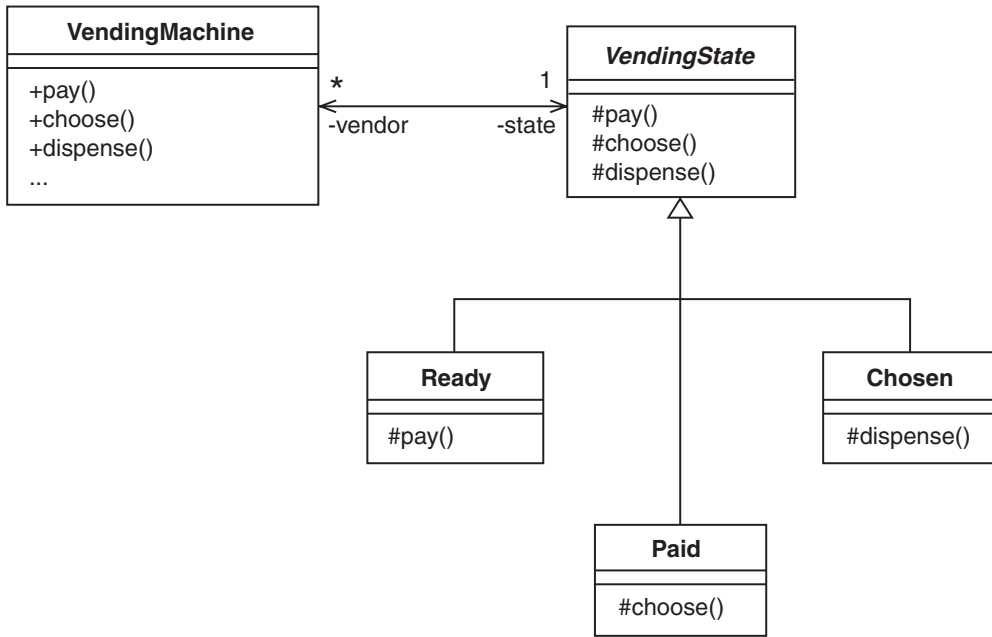 VendingMachine
+pay()
+choose()
+dispense()
...
*
-vendor
1
-state
VendingState
#pay()
#choose()
#dispense()
Ready
#pay()
Chosen
#dispense()
Paid
#choose()